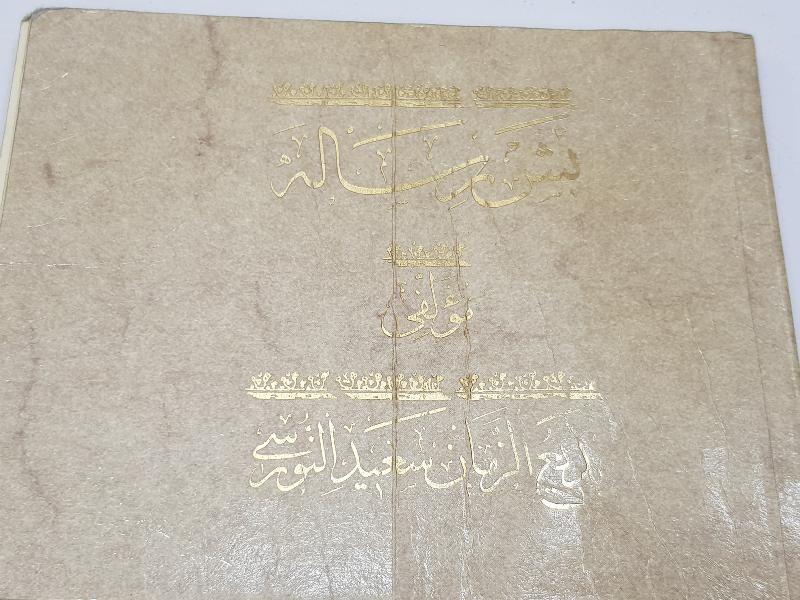 بش رساله
مؤلفى
بديع الزمان سعيد النورسى